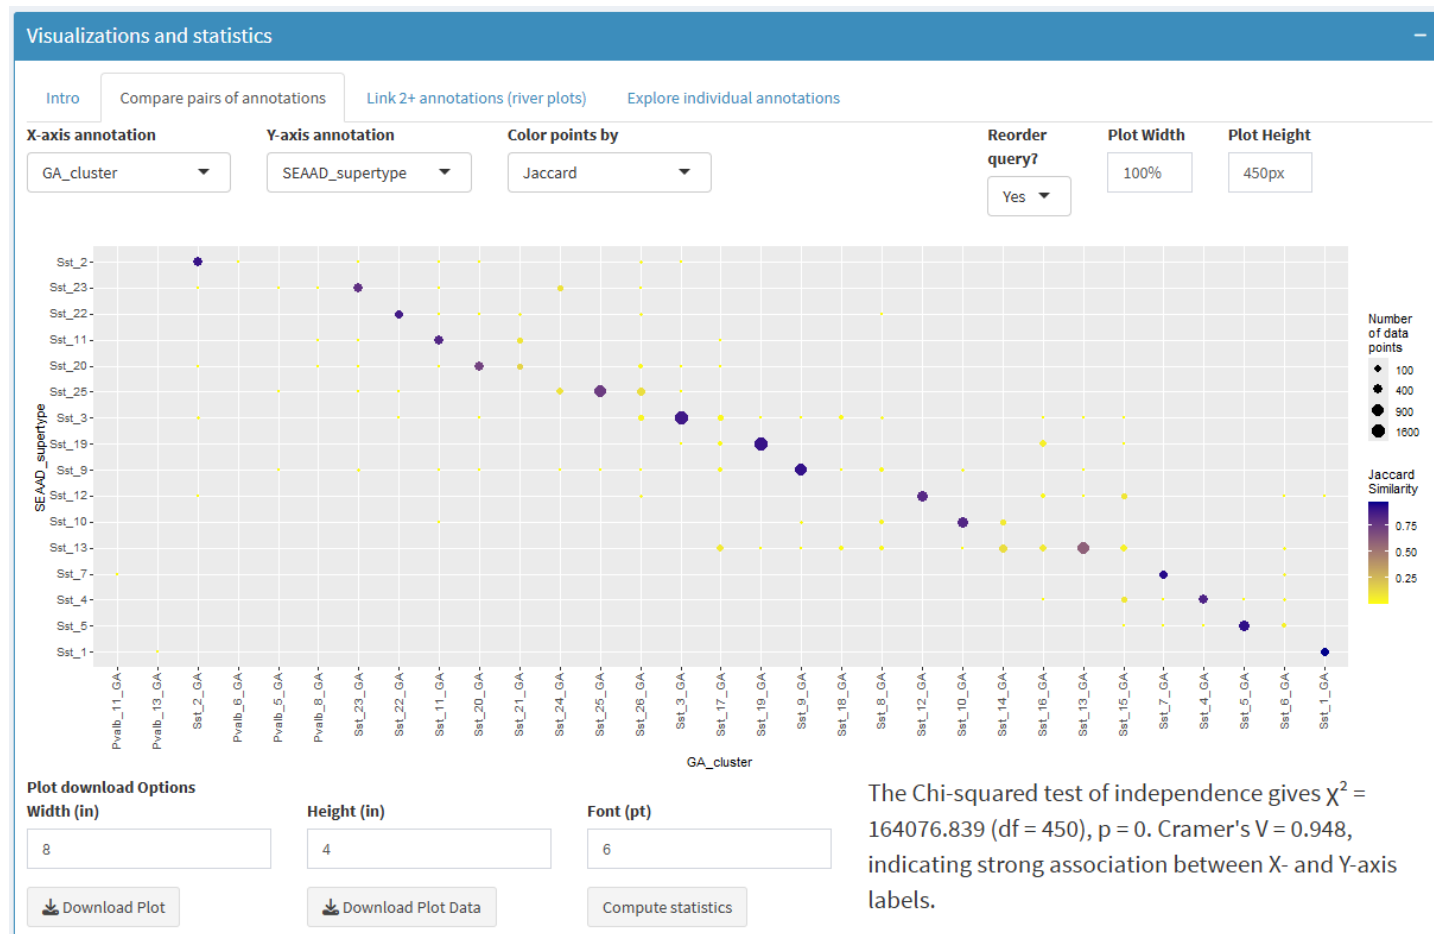 Visualizations and statistics
Intro
Compare pairs of annotations
Link 2+ annotations (river plots)
Explore individual annotations
X-axis annotation
Y-axis annotation
Color points by
Reorder
query?
Plot Width
Plot Height
GA_cluster
SEAAD_supertype
Jaccard
Yes
100%
450px
SEAAD_supertype
Sst_2
Sst_23
Sst_22
Sst_11
Sst_20
Sst_25
Sst_3
Sst_19
Sst_9
Sst_12
Sst_10
Sst_13
Sst_7
Sst_4
Sst_5
Sst_1
Number
of data
points
100
400
900
1600
Jaccard
Similarity
0.75
0.50
0.25
Pvalb_11_GA
Pvalb_13_GA
Sst_2_GA
Pvalb_6_GA
Pvalb_5_GA
Pvalb_8_GA
Sst_23_GA
Sst_22_GA
Sst_11_GA
Sst_20_GA
Sst_21_GA
Sst_24_GA
Sst_25_GA
Sst_26_GA
Sst_3_GA
Sst_17_GA
Sst_19_GA
Sst_9_GA
Sst_18_GA
Sst_8_GA
Sst_12_GA
Sst_10_GA
Sst_14_GA
Sst_16_GA
Sst_13_GA
Sst_15_GA
Sst_7_GA
Sst_4_GA
Sst_5_GA
Sst_6_GA
Sst_1_GA
GA_cluster
Plot download Options
Width (in)
Height (in)
Font (pt)
8
4
6
Download Plot
Download Plot Data
Compute statistics
The Chi-squared test of independence gives χ² =
164076.839 (df = 450), p = 0. Cramer's V = 0.948,
indicating strong association between X- and Y-axis
labels.